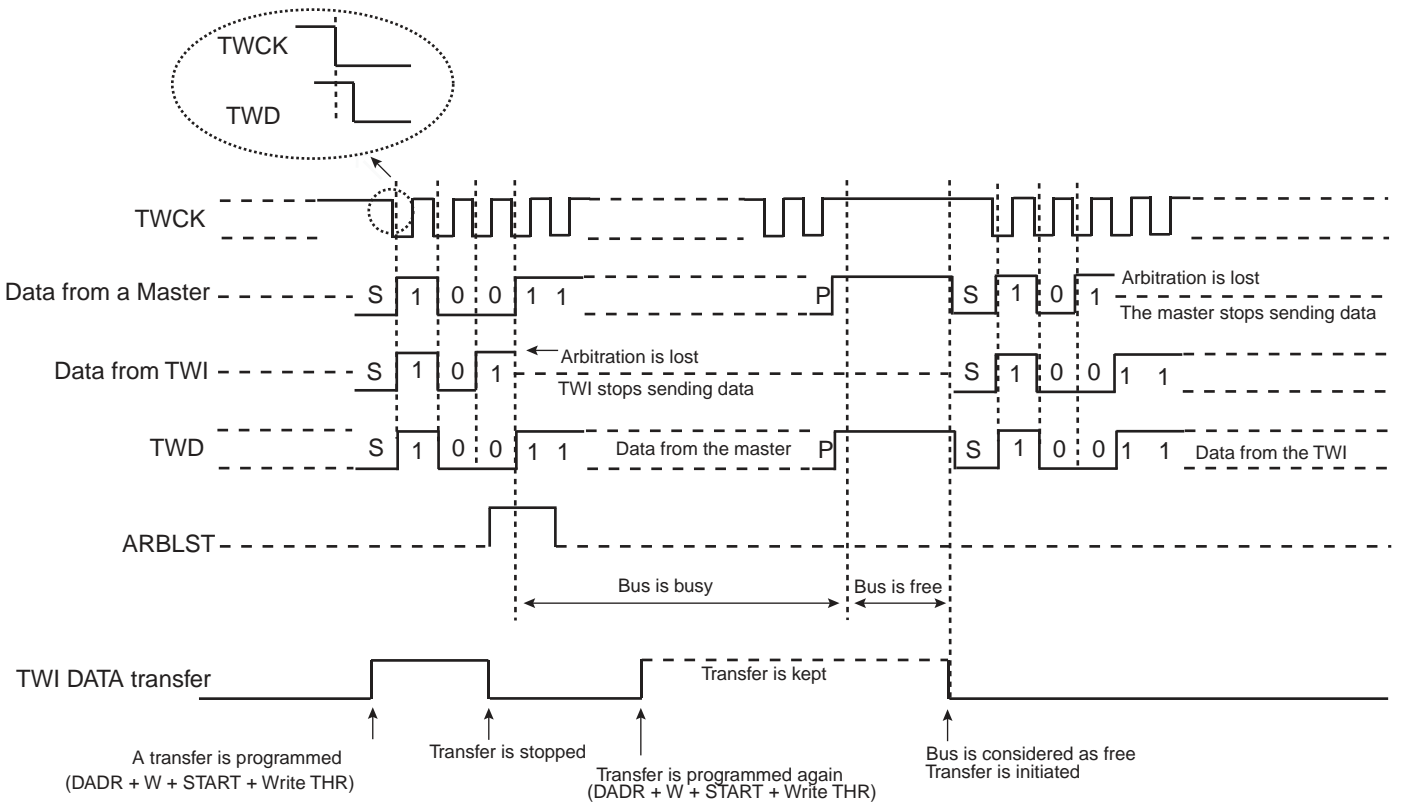 TWCK
TWD
TWCK
Data from a Master S 1 0 0 1 1 P S 1 0 1 Arbitration is lost
The master stops sending data
Data from TWI S 1 0 1 Arbitration is lost S 1 0 0 1 1
TWI stops sending data
TWD S 1 0 0 1 1 Data from the master P S 1 0 0 1 1 Data from the TWI
ARBLST
Bus is busy Bus is free
TWI DATA transfer Transfer is kept
A transfer is programmed
(DADR + W + START + Write THR)
Transfer is stopped
Transfer is programmed again
(DADR + W + START + Write THR)
Bus is considered as free
Transfer is initiated